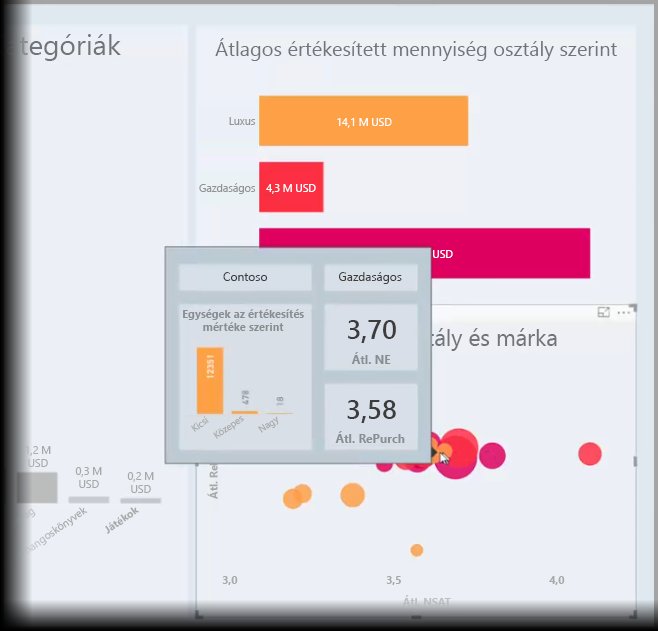 tegóriák
Átlagos értékesített mennyiség osztály szerint
Luxus
14,1 M USD
Gazdaságos
4,3 M USD
USD
Contoso
Gazdaságos
Egységek az értékesítés
mértéke szerint
12351
479
18
Kicsi
Közepes
Nagy
3,70
Átl. NE
3,58
Átl. RePurch
tály és márka
Átl. Re
3,0
3,5
4,0
Átl. NSAT
,2 M
USD
0,3 M
USD
0,2 M
USD
angoskönyvek
Játékok